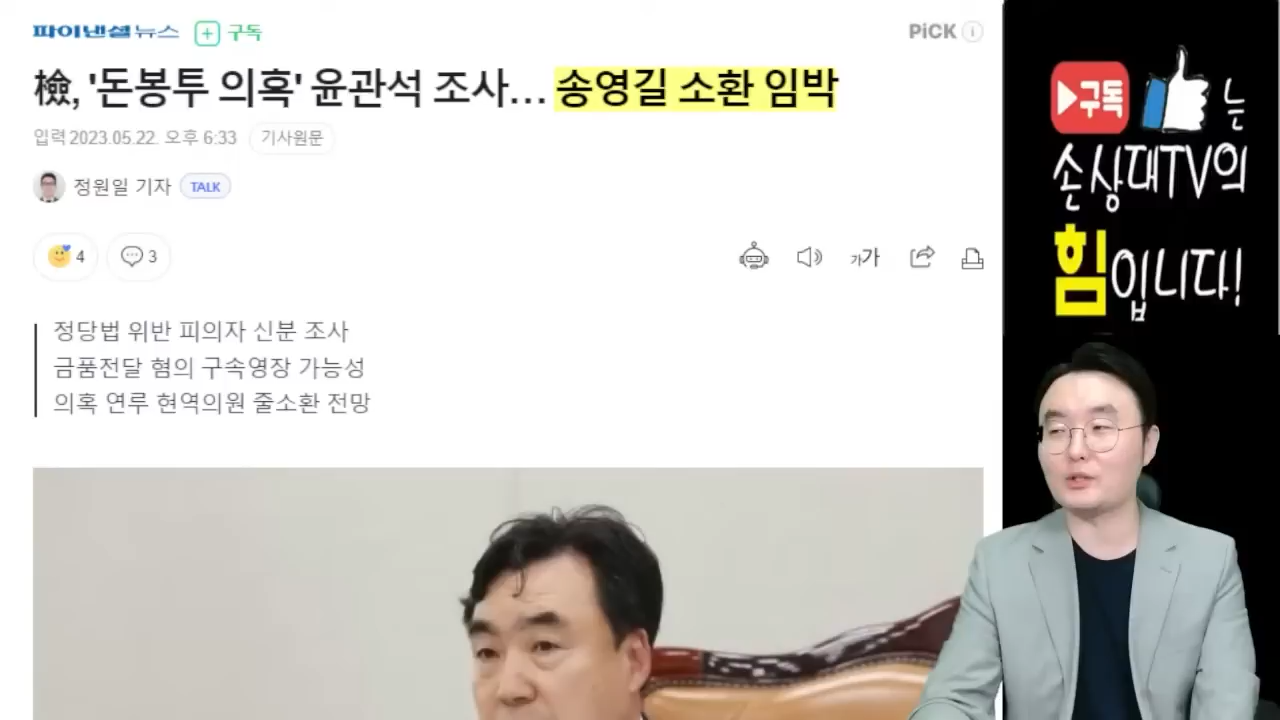 파이낸셜뉴스 + 구독
PiCK i
檢, '돈봉투 의혹' 윤관석 조사... 송영길 소환 임박
입력 2023.05.22. 오후 6:33 기사원문
정원일 기자 TALK
4 3
가가
정당법 위반 피의자 신분 조사
금품전달 혐의 구속영장 가능성
의혹 연루 현역의원 줄소환 전망
구독 는
손상대TV의
힘입니다!